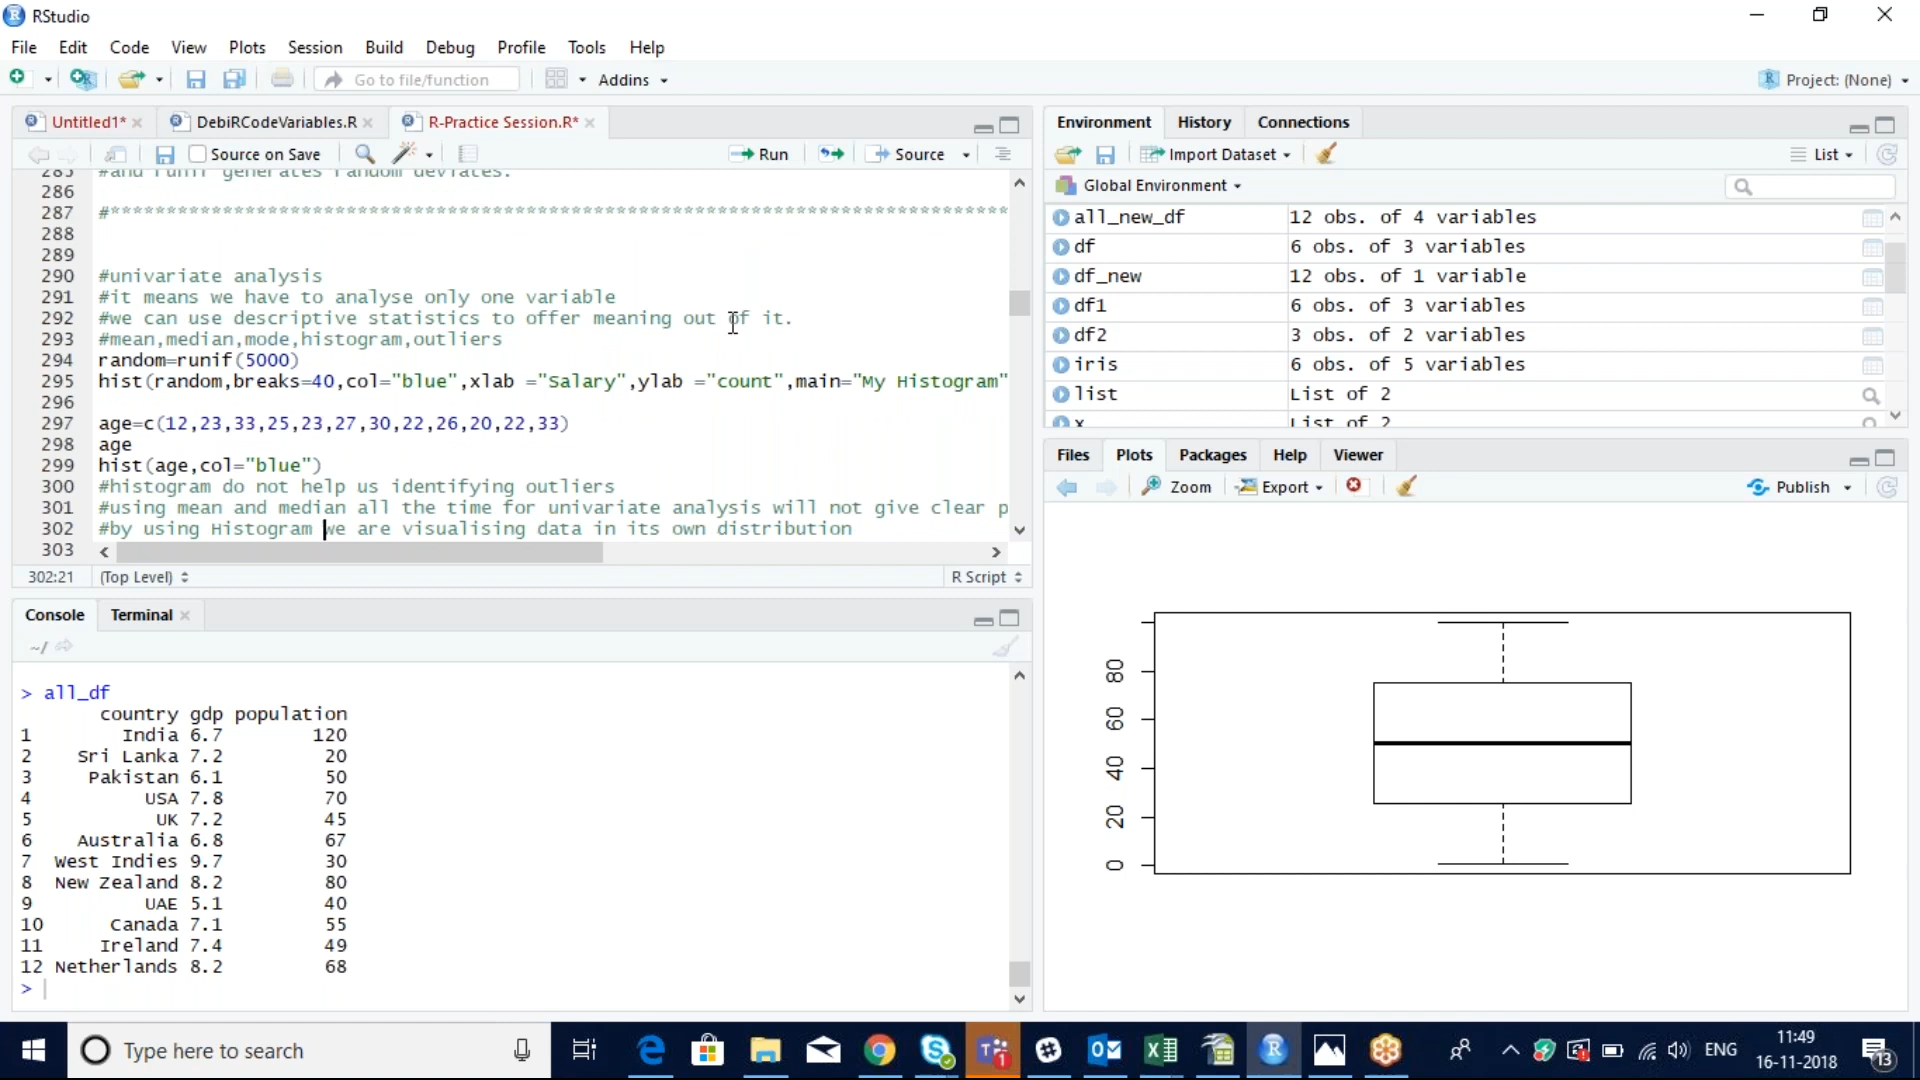 RStudio
File Edit Code View Plots Session Build Debug Profile Tools Help
Go to file/function Addins Project: (None)
Untitled1* DebiRCodeVariables.R R-Practice Session.R*
Source on Save Run Source
285 #and runif generates random deviates.
286
287 #*********************************************************************************
288
289
290 #univariate analysis
291 #it means we have to analyse only one variable
292 #we can use descriptive statistics to offer meaning out of it.
293 #mean,median,mode,histogram,outliers
294 random=runif(5000)
295 hist(random,breaks=40,col="blue",xlab ="Salary",ylab ="count",main="My Histogram"
296
297 age=c(12,23,33,25,23,27,30,22,26,20,22,33)
298 age
299 hist(age,col="blue")
300 #histogram do not help us identifying outliers
301 #using mean and median all the time for univariate analysis will not give clear p
302 #by using Histogram we are visualising data in its own distribution
303
302:21 (Top Level) R Script
Console Terminal
~/
> all_df
country gdp population
1 India 6.7 120
2 Sri Lanka 7.2 20
3 Pakistan 6.1 50
4 USA 7.8 70
5 UK 7.2 45
6 Australia 6.8 67
7 West Indies 9.7 30
8 New Zealand 8.2 80
9 UAE 5.1 40
10 Canada 7.1 55
11 Ireland 7.4 49
12 Netherlands 8.2 68
>
Environment History Connections
Import Dataset List
Global Environment
all_new_df 12 obs. of 4 variables
df 6 obs. of 3 variables
df_new 12 obs. of 1 variable
df1 6 obs. of 3 variables
df2 3 obs. of 2 variables
iris 6 obs. of 5 variables
list List of 2
x List of 2
Files Plots Packages Help Viewer
Zoom Export Publish
80
60
40
20
0
Type here to search
ENG
11:49
16-11-2018
13
1